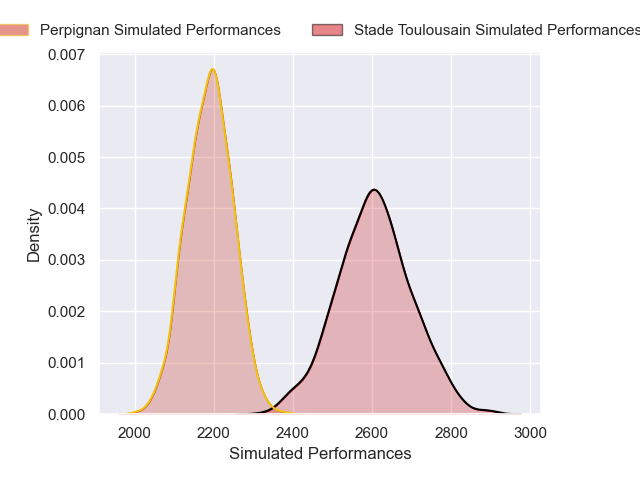 Perpignan Simulated Performances
Stade Toulousain Simulated Performances
0.007
0.006
0.005
0.004
0.003
0.002
0.001
0.000
Density
2000 2200 2400 2600 2800 3000
Simulated Performances